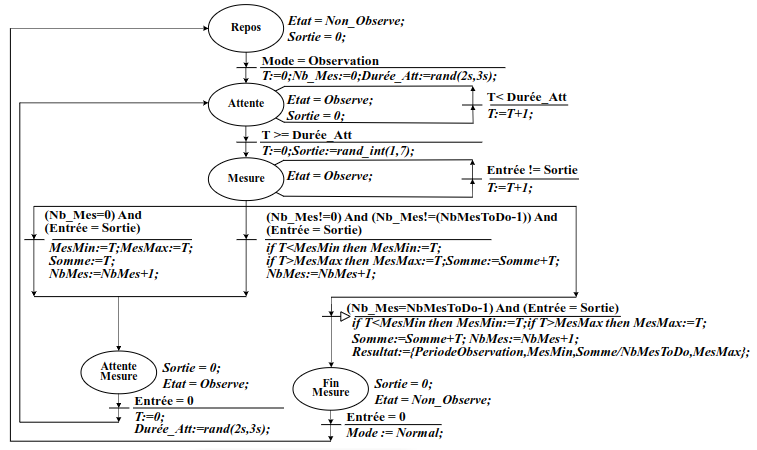 Repos
Etat = Non_Observe;
Sortie = 0;
Mode = Observation
T:=0;Nb_Mes:=0;Durée_Att:=rand(2s,3s);
Attente
Etat = Observe;
Sortie = 0;
T< Durée_Att
T:=T+1;
T >= Durée_Att
T:=0;Sortie:=rand_int(1,7);
Mesure
Etat = Observe;
Entrée != Sortie
T:=T+1;
(Nb_Mes=0) And
(Entrée = Sortie)
MesMin:=T;MesMax:=T;
Somme:=T;
NbMes:=NbMes+1;
(Nb_Mes!=0) And (Nb_Mes!=(NbMesToDo-1)) And
(Entrée = Sortie)
if T<MesMin then MesMin:=T;
if T>MesMax then MesMax:=T;Somme:=Somme+T;
NbMes:=NbMes+1;
(Nb_Mes=NbMesToDo-1) And (Entrée = Sortie)
if T<MesMin then MesMin:=T;if T>MesMax then MesMax:=T;
Somme:=Somme+T; NbMes:=NbMes+1;
Resultat:={PeriodeObservation,MesMin,Somme/NbMesToDo,MesMax};
Attente
Mesure
Sortie = 0;
Etat = Observe;
Entrée = 0
T:=0;
Durée_Att:=rand(2s,3s);
Fin
Mesure
Sortie = 0;
Etat = Non_Observe;
Entrée = 0
Mode := Normal;